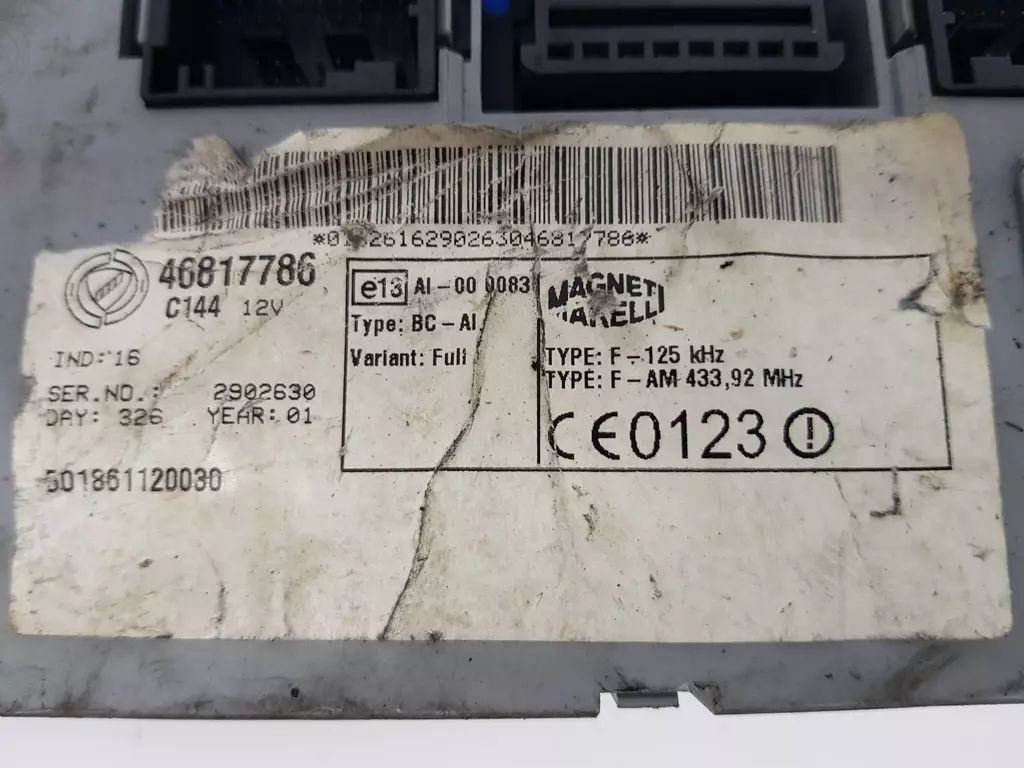 46817786
C144 12V
IND: 16
SER.NO.: 2902630
DAY: 326 YEAR: 01
501861120030
e13 AI-00 0083
Type: BC-AI
Variant: Full
MAGNETI
MARELLI
TYPE: F-125 kHz
TYPE: F-AM 433,92 MHz
CE0123